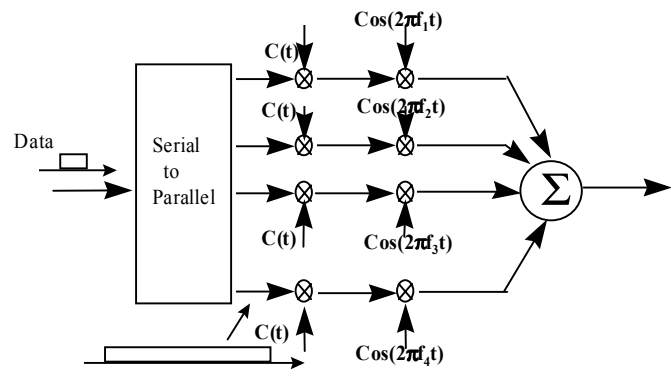 Cos(2πf₁t)
C(t)
C(t)
Cos(2πf₂t)
Data
Serial
to
Parallel
Σ
C(t)
Cos(2πf₃t)
C(t)
Cos(2πf₄t)